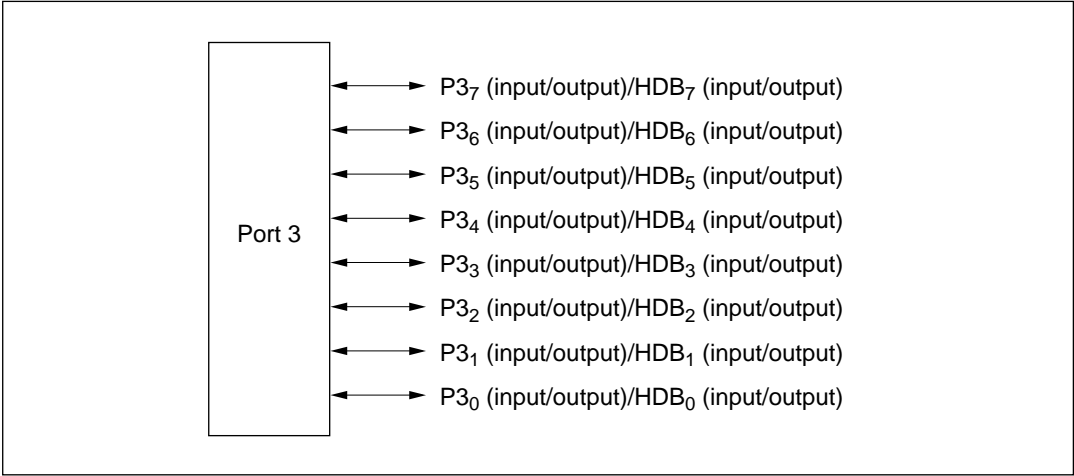 P3₇ (input/output)/HDB₇ (input/output)
P3₆ (input/output)/HDB₆ (input/output)
P3₅ (input/output)/HDB₅ (input/output)
P3₄ (input/output)/HDB₄ (input/output)
Port 3
P3₃ (input/output)/HDB₃ (input/output)
P3₂ (input/output)/HDB₂ (input/output)
P3₁ (input/output)/HDB₁ (input/output)
P3₀ (input/output)/HDB₀ (input/output)